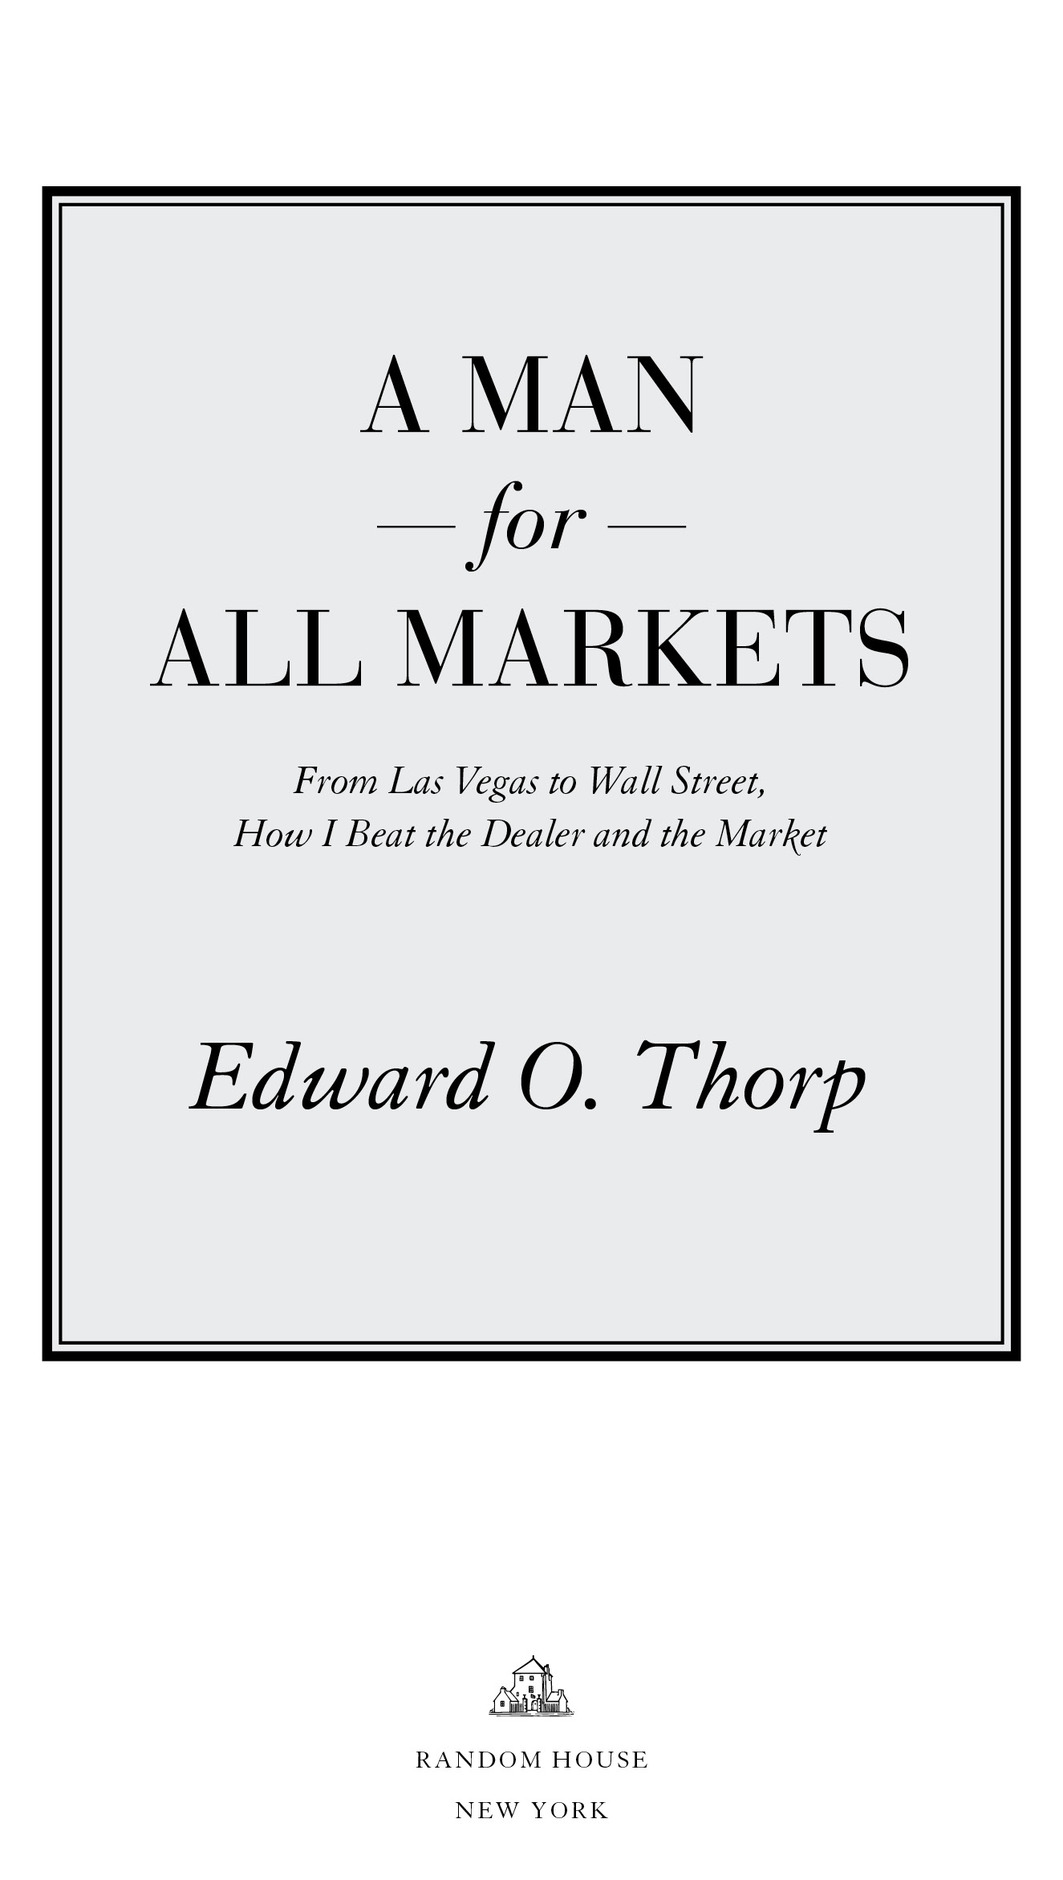 A MAN
— for —
ALL MARKETS
From Las Vegas to Wall Street,
How I Beat the Dealer and the Market
Edward O. Thorp
RANDOM HOUSE
NEW YORK